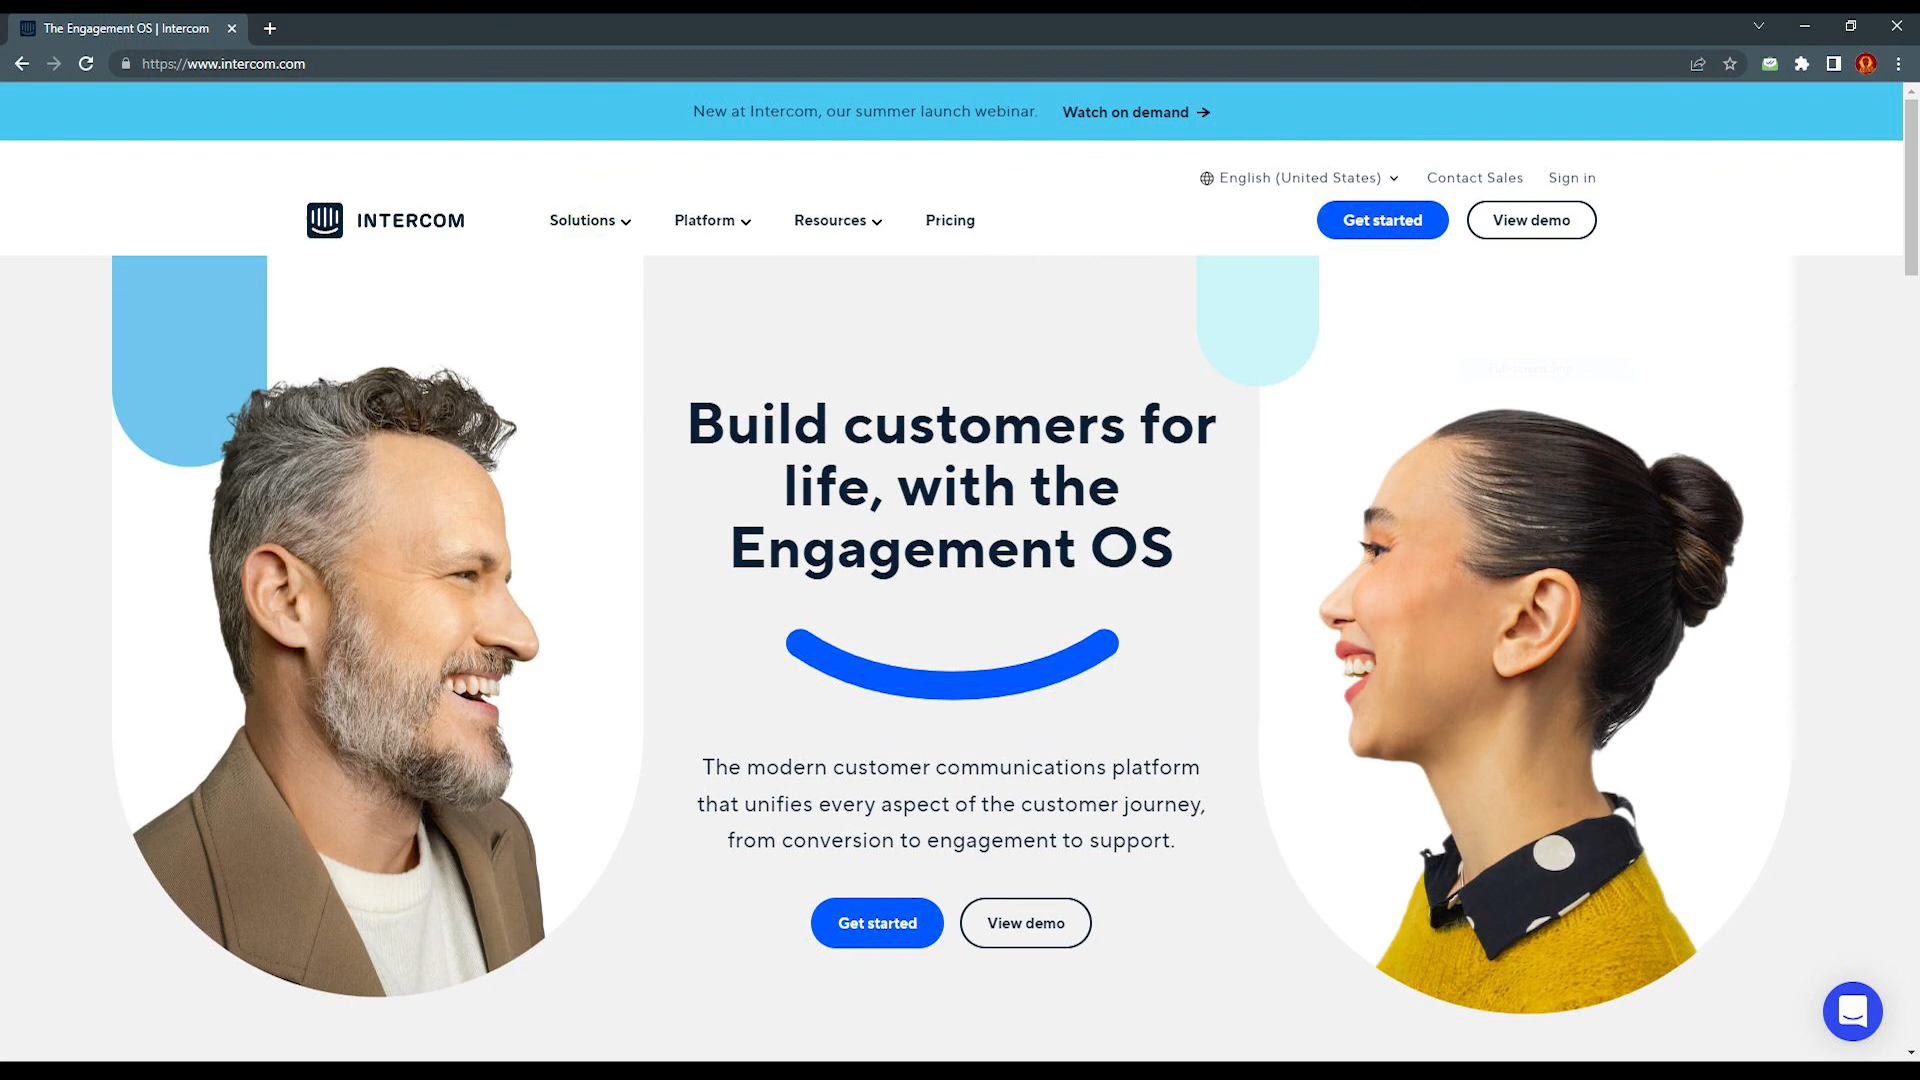 The Engagement OS | Intercom
https://www.intercom.com
New at Intercom, our summer launch webinar. Watch on demand →
English (United States) Contact Sales Sign in
INTERCOM Solutions Platform Resources Pricing Get started View demo
Build customers for
life, with the
Engagement OS
The modern customer communications platform
that unifies every aspect of the customer journey,
from conversion to engagement to support.
Get started View demo